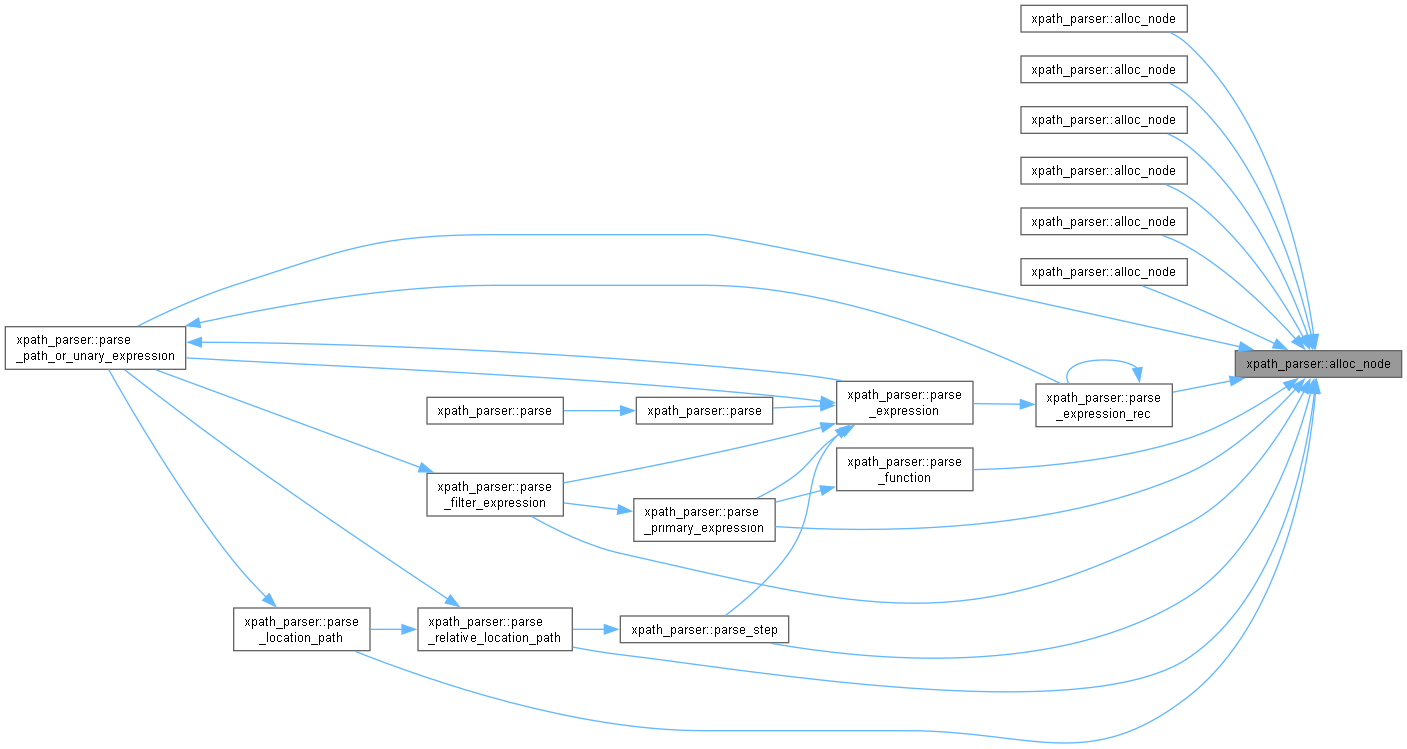 xpath_parser::alloc_node
xpath_parser::alloc_node
xpath_parser::alloc_node
xpath_parser::alloc_node
xpath_parser::alloc_node
xpath_parser::alloc_node
xpath_parser::parse
_path_or_unary_expression
xpath_parser::alloc_node
xpath_parser::parse
xpath_parser::parse
xpath_parser::parse
_expression
xpath_parser::parse
_expression_rec
xpath_parser::parse
_function
xpath_parser::parse
_filter_expression
xpath_parser::parse
_primary_expression
xpath_parser::parse
_location_path
xpath_parser::parse
_relative_location_path
xpath_parser::parse_step